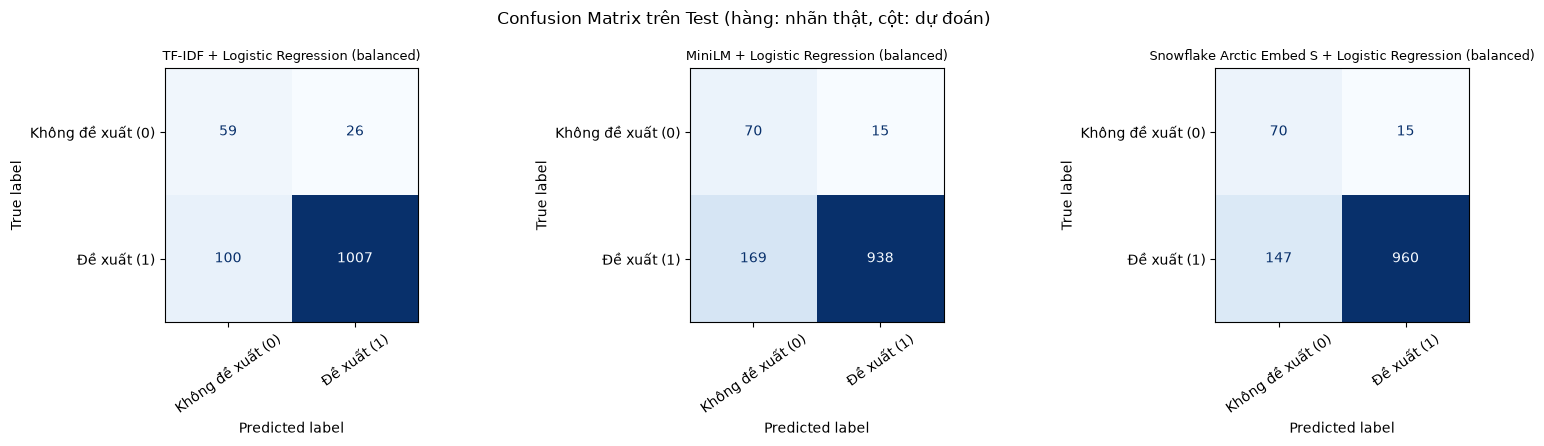 Confusion Matrix trên Test (hàng: nhãn thật, cột: dự đoán)
TF-IDF + Logistic Regression (balanced)
True label
Không đề xuất (0)
59
26
Đề xuất (1)
100
1007
Không đề xuất (0)
Đề xuất (1)
Predicted label
MiniLM + Logistic Regression (balanced)
True label
Không đề xuất (0)
70
15
Đề xuất (1)
169
938
Không đề xuất (0)
Đề xuất (1)
Predicted label
Snowflake Arctic Embed S + Logistic Regression (balanced)
True label
Không đề xuất (0)
70
15
Đề xuất (1)
147
960
Không đề xuất (0)
Đề xuất (1)
Predicted label